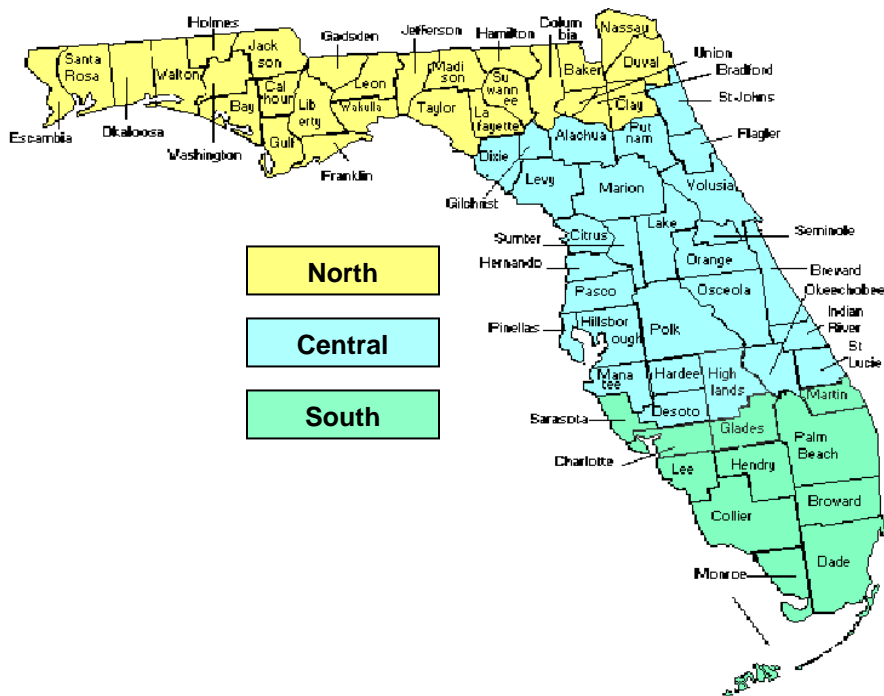 Holmes
Jack
son
Gadsden
Jefferson
Hamilton
Colum
bia
Nassau
Santa
Rosa
Walton
Leon
Madi
son
Baker
Duval
Union
Bradford
Cal
houn
Lib
erty
Wakulla
Su
wann
ee
Clay
St Johns
Bay
Taylor
La
fayette
Escambia
Okaloosa
Washington
Gulf
Franklin
Dixie
Alachua
Put
nam
Flagler
Gilchrist
Levy
Marion
Volusia
Citrus
Lake
Sumter
Seminole
Hernando
Orange
Brevard
North
Pasco
Osceola
Okeechobee
Pinellas
Hillsbor
ough
Polk
Indian
River
Central
St
Lucie
Mana
tee
Hardee
High
lands
Sarasota
Desoto
Martin
South
Glades
Charlotte
Palm
Beach
Lee
Hendry
Collier
Broward
Monroe
Dade